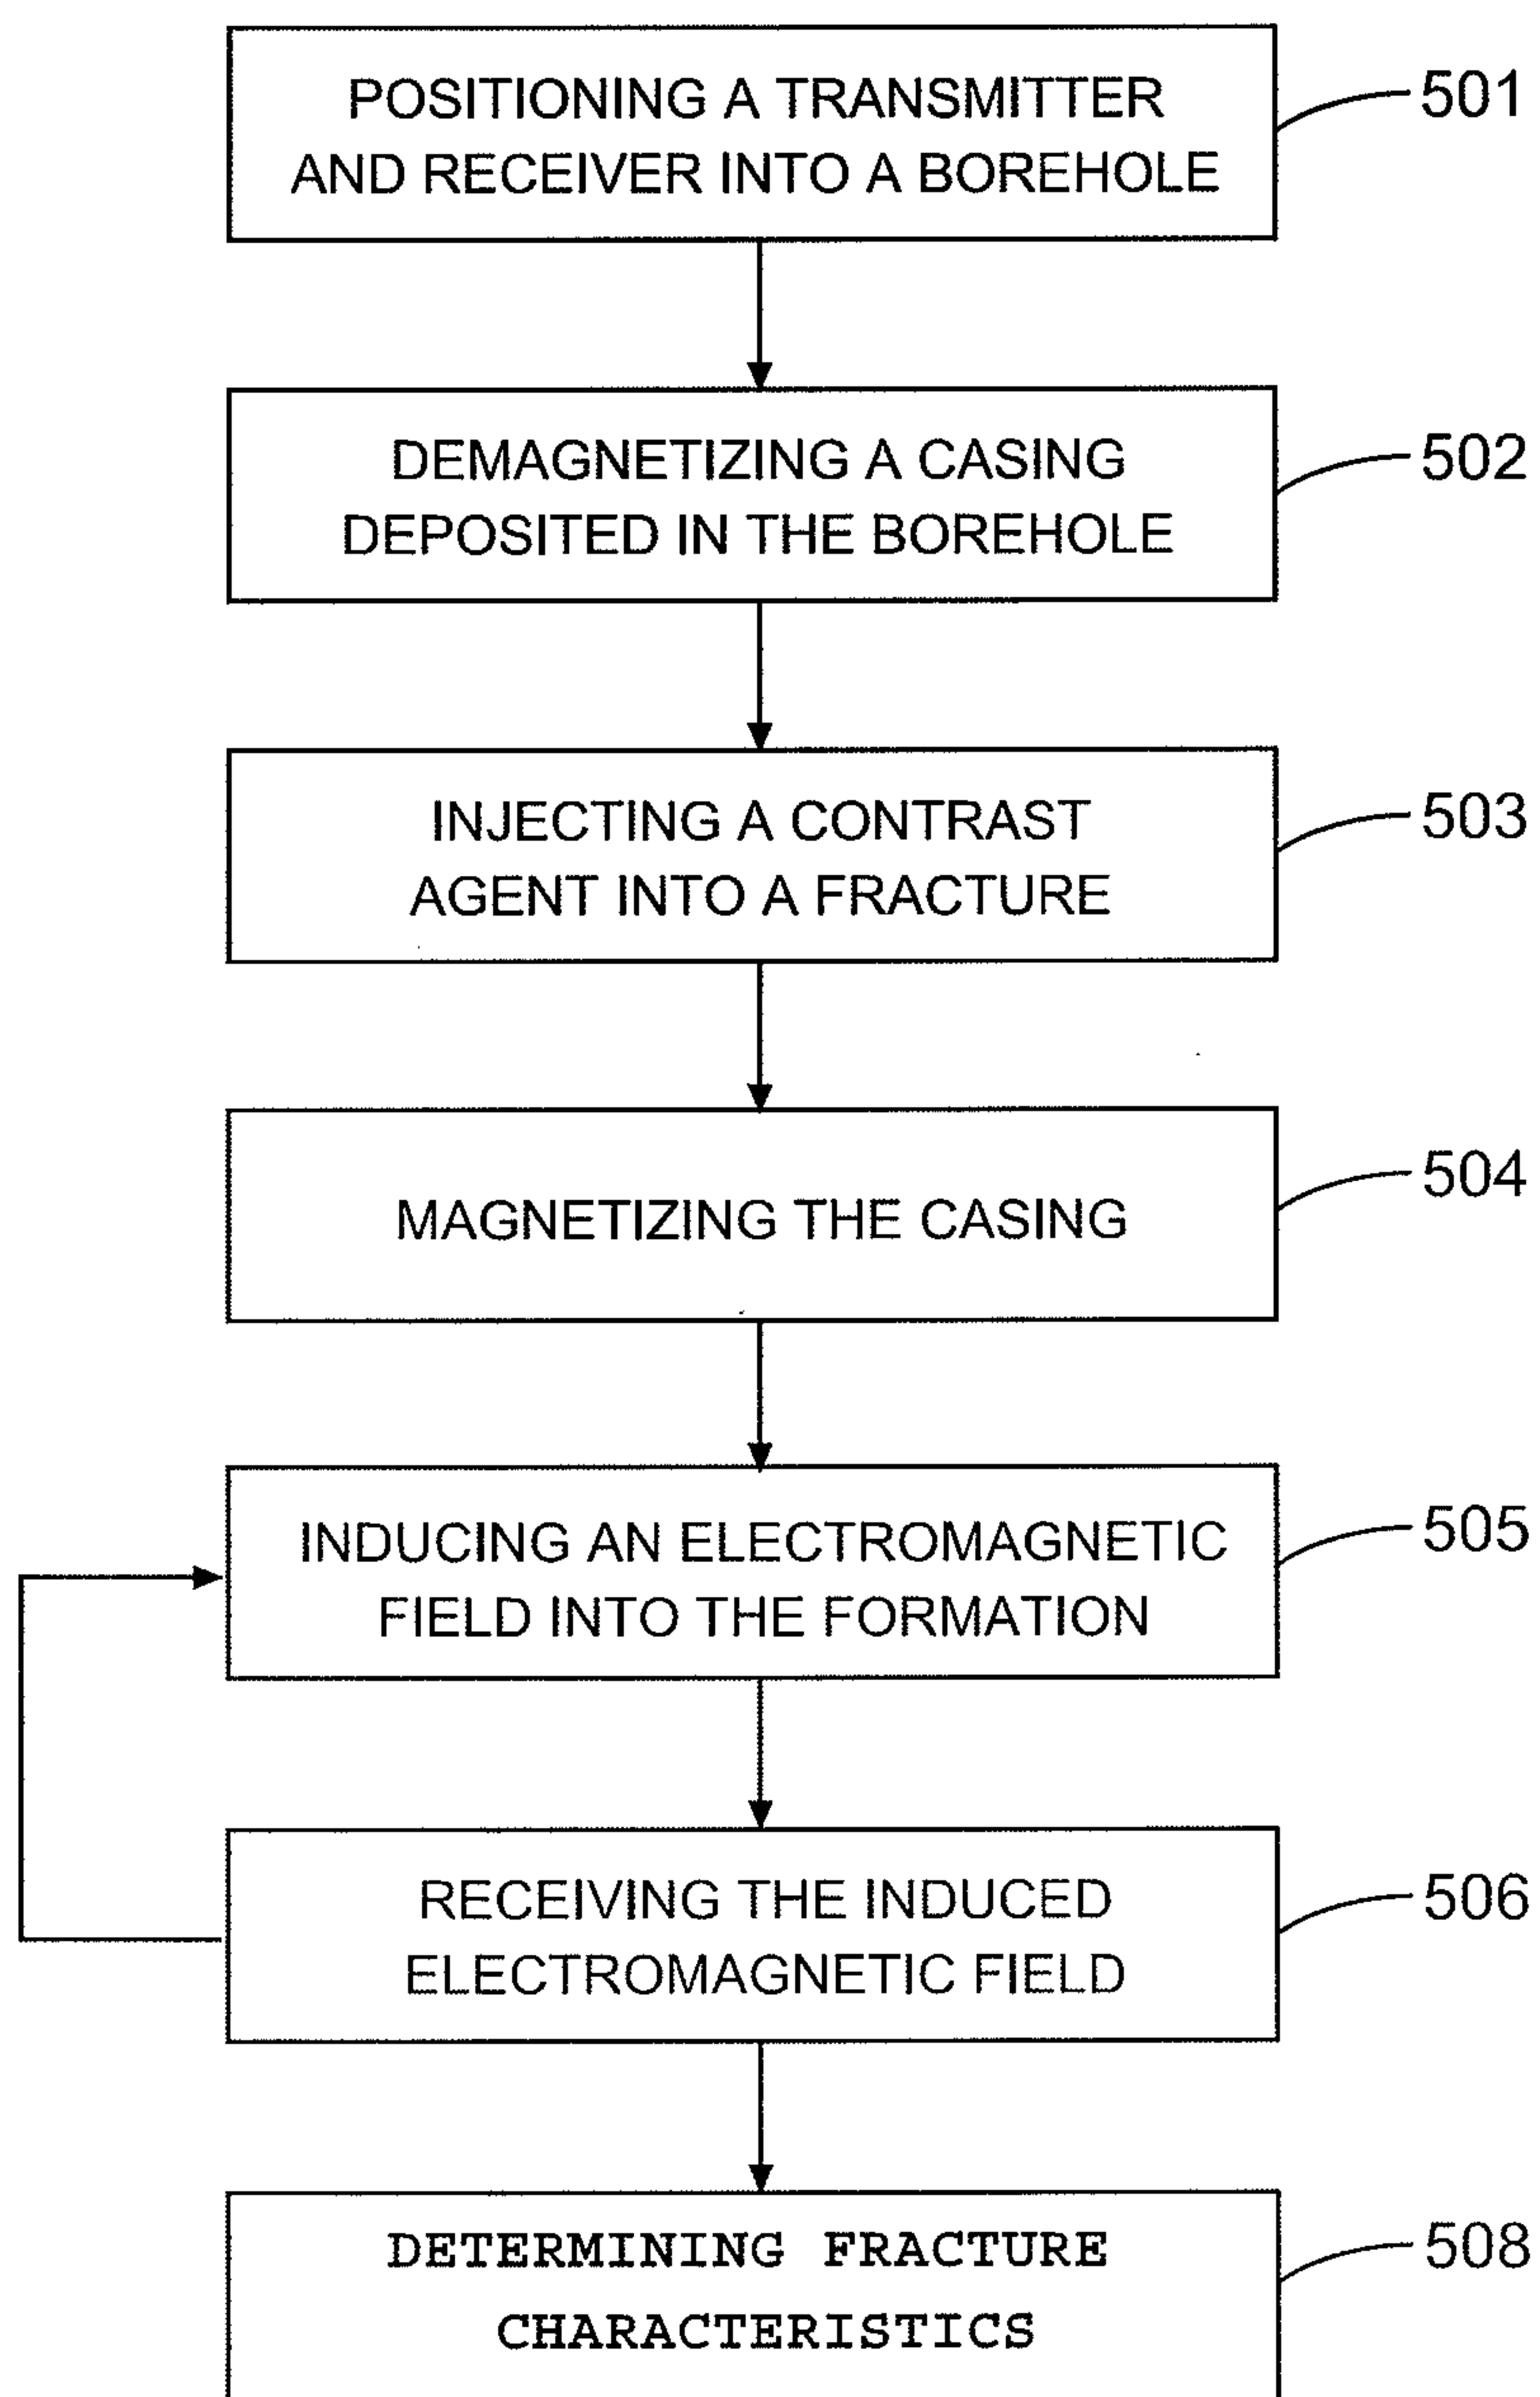 POSITIONING A TRANSMITTER
AND RECEIVER INTO A BOREHOLE
501
DEMAGNETIZING A CASING
DEPOSITED IN THE BOREHOLE
502
INJECTING A CONTRAST
AGENT INTO A FRACTURE
503
MAGNETIZING THE CASING
504
INDUCING AN ELECTROMAGNETIC
FIELD INTO THE FORMATION
505
RECEIVING THE INDUCED
ELECTROMAGNETIC FIELD
506
DETERMINING FRACTURE
CHARACTERISTICS
508